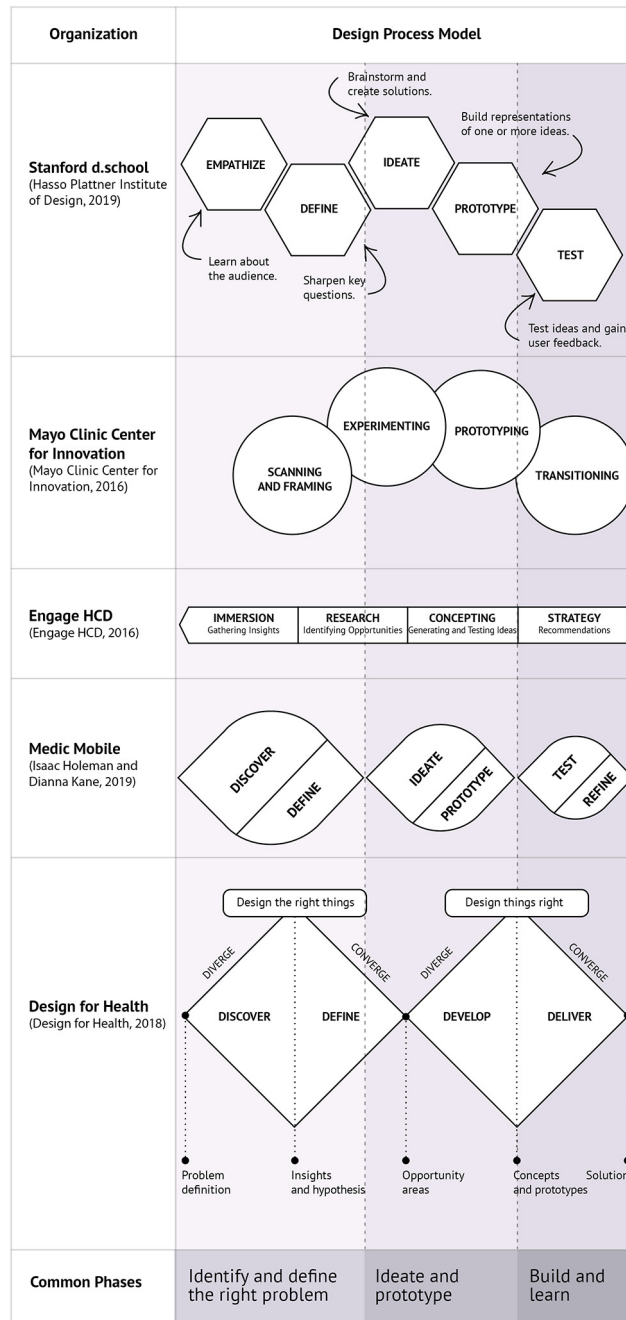 Organization
Design Process Model
Stanford d.school
(Hasso Plattner Institute
of Design, 2019)
Brainstorm and
create solutions.
Build representations
of one or more ideas.
EMPATHIZE
DEFINE
IDEATE
PROTOTYPE
TEST
Learn about
the audience.
Sharpen key
questions.
Test ideas and gain
user feedback.
Mayo Clinic Center
for Innovation
(Mayo Clinic Center for
Innovation, 2016)
SCANNING
AND FRAMING
EXPERIMENTING
PROTOTYPING
TRANSITIONING
Engage HCD
(Engage HCD, 2016)
IMMERSION
Gathering Insights
RESEARCH
Identifying Opportunities
CONCEPTING
Generating and Testing Ideas
STRATEGY
Recommendations
Medic Mobile
(Isaac Holeman and
Dianna Kane, 2019)
DISCOVER
DEFINE
IDEATE
PROTOTYPE
TEST
REFINE
Design for Health
(Design for Health, 2018)
Design the right things
Design things right
DIVERGE
CONVERGE
DIVERGE
CONVERGE
DISCOVER
DEFINE
DEVELOP
DELIVER
Problem
definition
Insights
and hypothesis
Opportunity
areas
Concepts
and prototypes
Solution
Common Phases
Identify and define
the right problem
Ideate and
prototype
Build and
learn